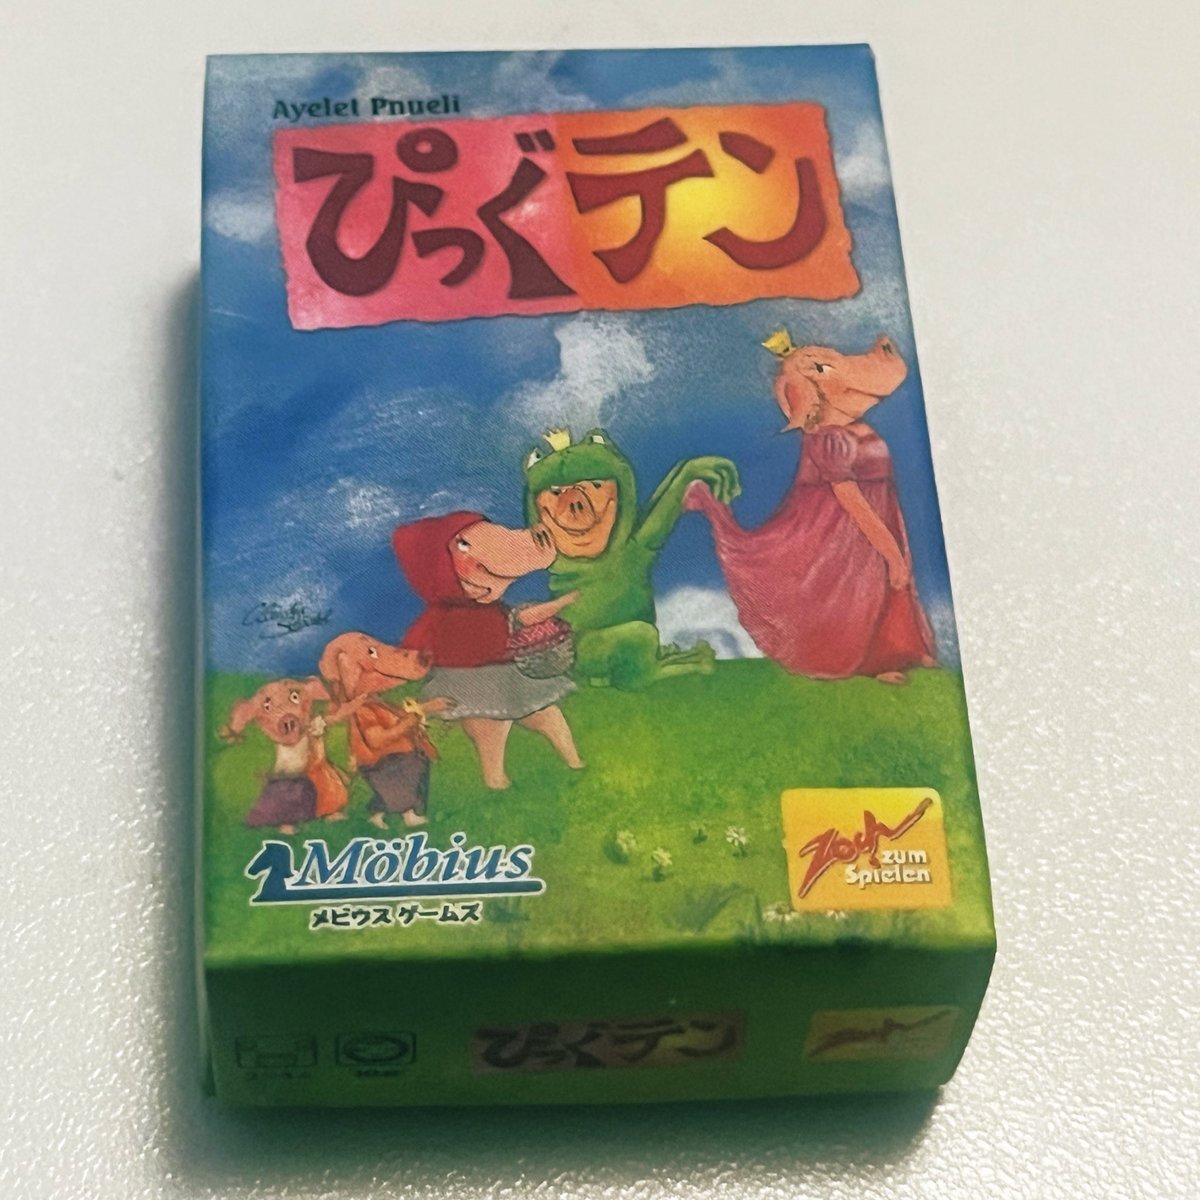 Ayelet Pnueli
ぴっぐテン
Möbius
メビウス ゲームズ
Zoch
zum
Spielen
ぴっぐテン